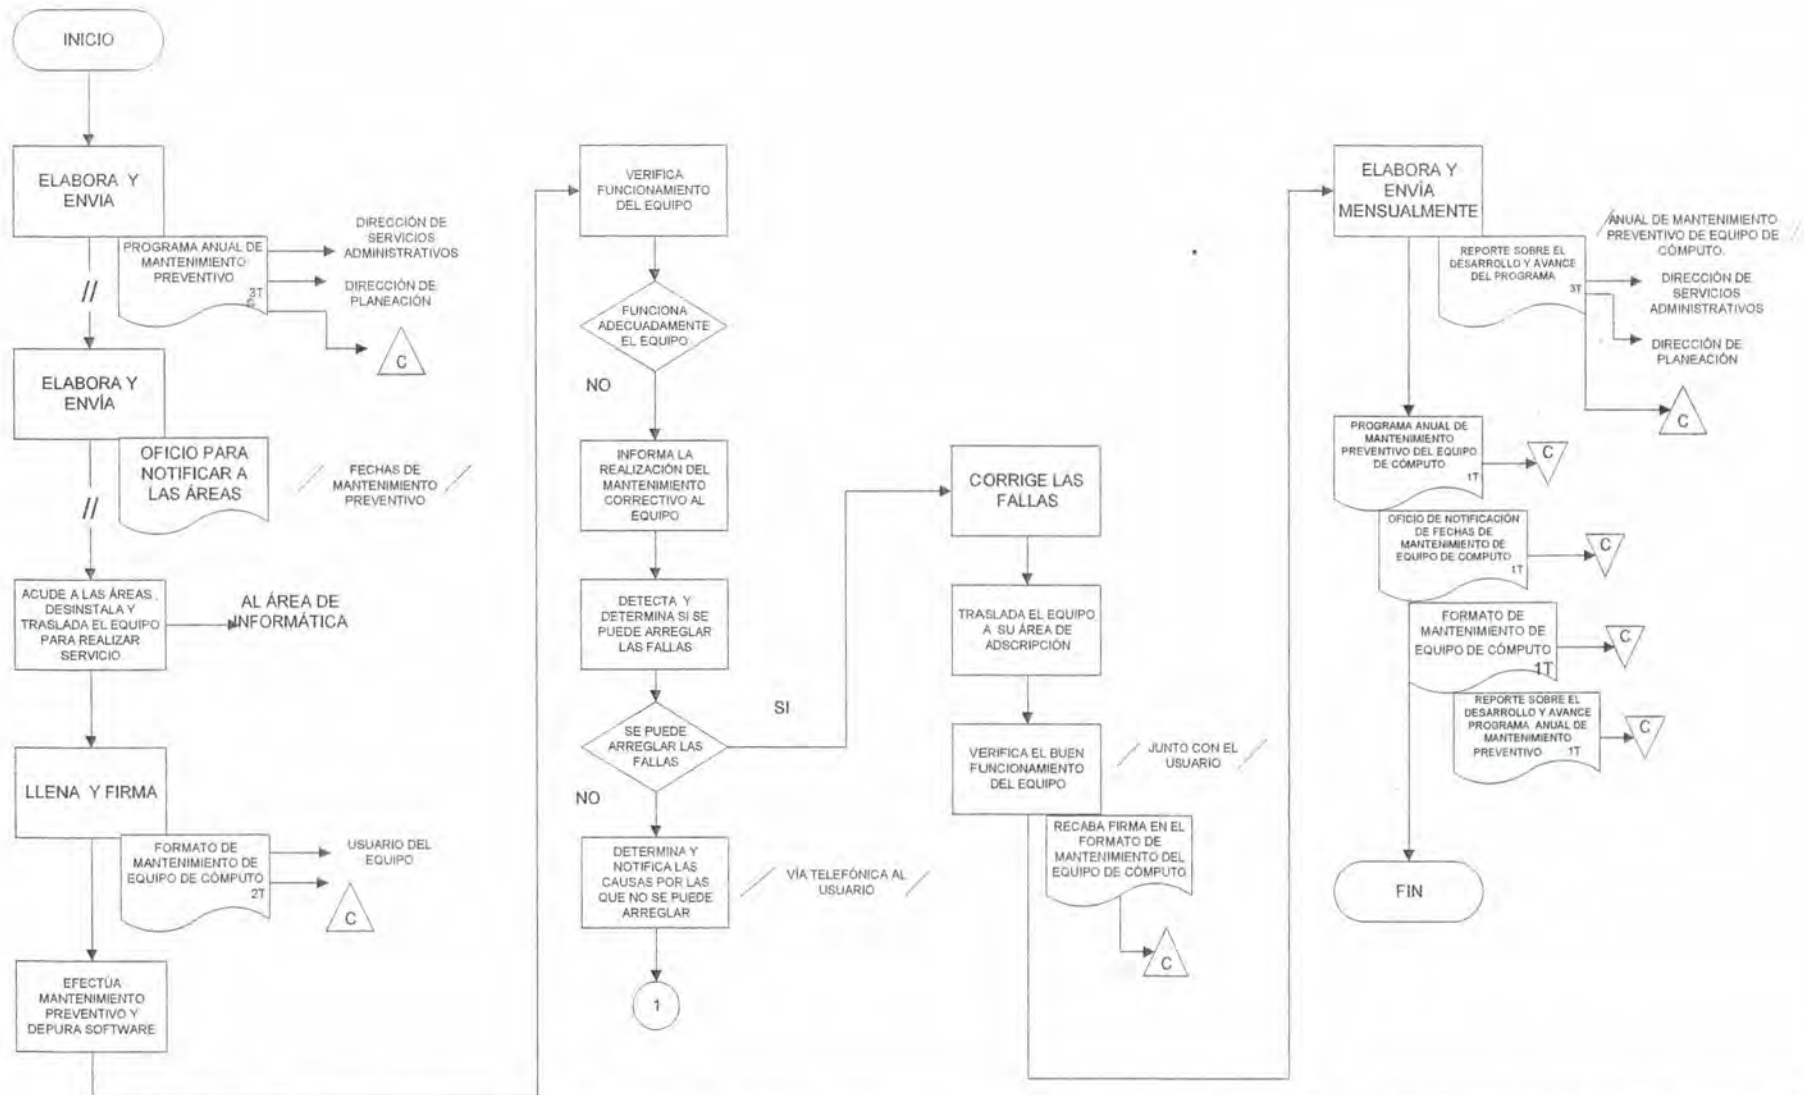 INICIO
ELABORA Y
ENVIA
PROGRAMA ANUAL DE
MANTENIMIENTO
PREVENTIVO
3T
DIRECCIÓN DE
SERVICIOS
ADMINISTRATIVOS
DIRECCIÓN DE
PLANEACIÓN
C
//
ELABORA Y
ENVÍA
OFICIO PARA
NOTIFICAR A
LAS ÁREAS
FECHAS DE
MANTENIMIENTO
PREVENTIVO
//
ACUDE A LAS ÁREAS,
DESINSTALA Y
TRASLADA EL EQUIPO
PARA REALIZAR
SERVICIO
AL ÁREA DE
INFORMÁTICA
LLENA Y FIRMA
FORMATO DE
MANTENIMIENTO DE
EQUIPO DE CÓMPUTO
2T
USUARIO DEL
EQUIPO
C
EFECTÚA
MANTENIMIENTO
PREVENTIVO Y
DEPURA SOFTWARE
VERIFICA
FUNCIONAMIENTO
DEL EQUIPO
FUNCIONA
ADECUADAMENTE
EL EQUIPO
NO
INFORMA LA
REALIZACIÓN DEL
MANTENIMIENTO
CORRECTIVO AL
EQUIPO
DETECTA Y
DETERMINA SI SE
PUEDE ARREGLAR
LAS FALLAS
SE PUEDE
ARREGLAR LAS
FALLAS
SI
NO
DETERMINA Y
NOTIFICA LAS
CAUSAS POR LAS
QUE NO SE PUEDE
ARREGLAR
VÍA TELEFÓNICA AL
USUARIO
1
CORRIGE LAS
FALLAS
TRASLADA EL EQUIPO
A SU ÁREA DE
ADSCRIPCIÓN
VERIFICA EL BUEN
FUNCIONAMIENTO
DEL EQUIPO
JUNTO CON EL
USUARIO
RECABA FIRMA EN EL
FORMATO DE
MANTENIMIENTO DEL
EQUIPO DE CÓMPUTO
C
ELABORA Y
ENVÍA
MENSUALMENTE
REPORTE SOBRE EL
DESARROLLO Y AVANCE
DEL PROGRAMA
3T
ANUAL DE MANTENIMIENTO
PREVENTIVO DE EQUIPO DE
CÓMPUTO.
DIRECCIÓN DE
SERVICIOS
ADMINISTRATIVOS
DIRECCIÓN DE
PLANEACIÓN
C
PROGRAMA ANUAL DE
MANTENIMIENTO
PREVENTIVO DEL EQUIPO
DE CÓMPUTO
1T
C
OFICIO DE NOTIFICACIÓN
DE FECHAS DE
MANTENIMIENTO DE
EQUIPO DE COMPUTO
1T
C
FORMATO DE
MANTENIMIENTO DE
EQUIPO DE CÓMPUTO
1T
C
REPORTE SOBRE EL
DESARROLLO Y AVANCE
PROGRAMA ANUAL DE
MANTENIMIENTO
PREVENTIVO 1T
C
FIN